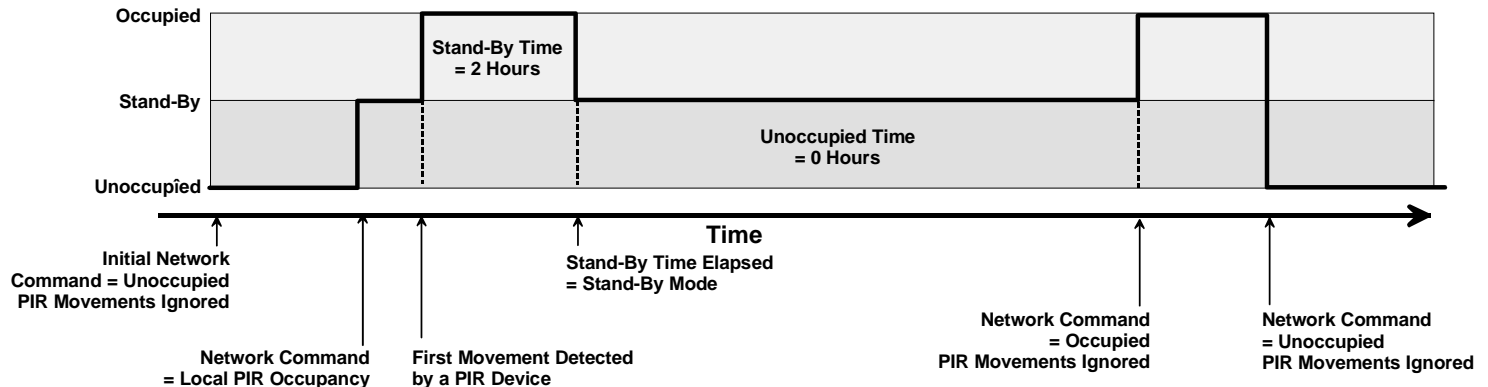 Occupied
Stand-By Time
= 2 Hours
Stand-By
Unoccupied Time
= 0 Hours
Unoccupîed
Time
Initial Network
Command = Unoccupied
PIR Movements Ignored
Stand-By Time Elapsed
= Stand-By Mode
Network Command
= Occupied
PIR Movements Ignored
Network Command
= Unoccupied
PIR Movements Ignored
Network Command
= Local PIR Occupancy
First Movement Detected
by a PIR Device